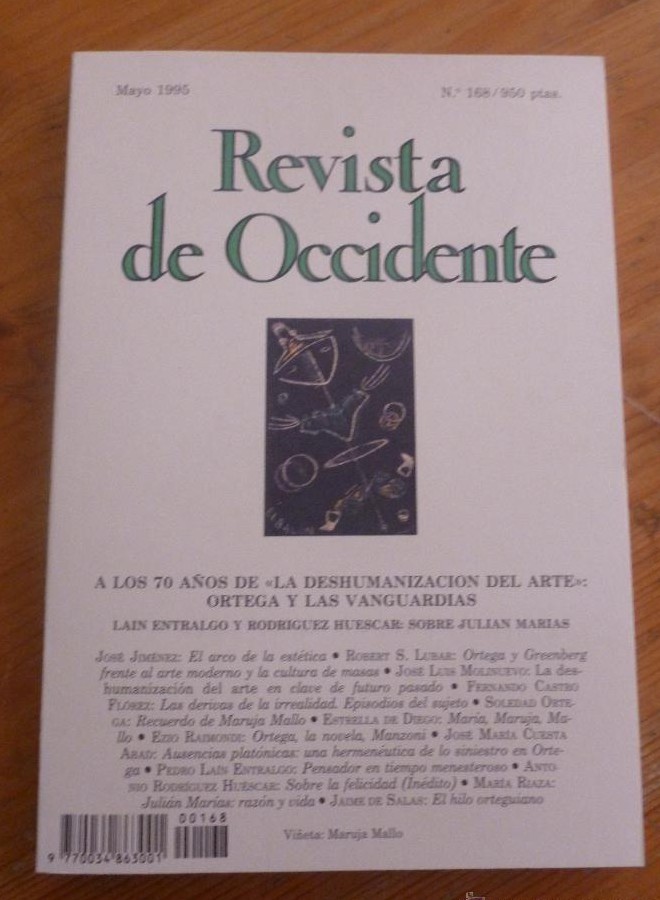 Mayo 1995
N.º 168/950 ptas.
Revista
de Occidente
A LOS 70 AÑOS DE «LA DESHUMANIZACION DEL ARTE»:
ORTEGA Y LAS VANGUARDIAS
LAIN ENTRALGO Y RODRIGUEZ HUESCAR: SOBRE JULIAN MARIAS
JOSÉ JIMÉNEZ: El arco de la estética • ROBERT S. LUBAR: Ortega y Greenberg
frente al arte moderno y la cultura de masas • JOSÉ LUIS MOLINUEVO: La des-
humanización del arte en clave de futuro pasado • FERNANDO CASTRO
FLÓREZ: Las derivas de la irrealidad. Episodios del sujeto • SOLEDAD ORTE-
GA: Recuerdo de Maruja Mallo • ESTRELLA DE DIEGO: María, Maruja, Ma-
llo • EZIO RAIMONDI: Ortega, la novela, Manzoni • JOSÉ MARÍA CUESTA
ABAD: Ausencias platónicas: una hermenéutica de lo siniestro en Orte-
ga • PEDRO LAÍN ENTRALGO: Pensador en tiempo menesteroso • ANTO-
NIO RODRÍGUEZ HUÉSCAR: Sobre la felicidad (Inédito) • MARÍA RIAZA:
Julián Marías: razón y vida • JAIME DE SALAS: El hilo orteguiano
00168
9 770034 863001
Viñeta: Maruja Mallo